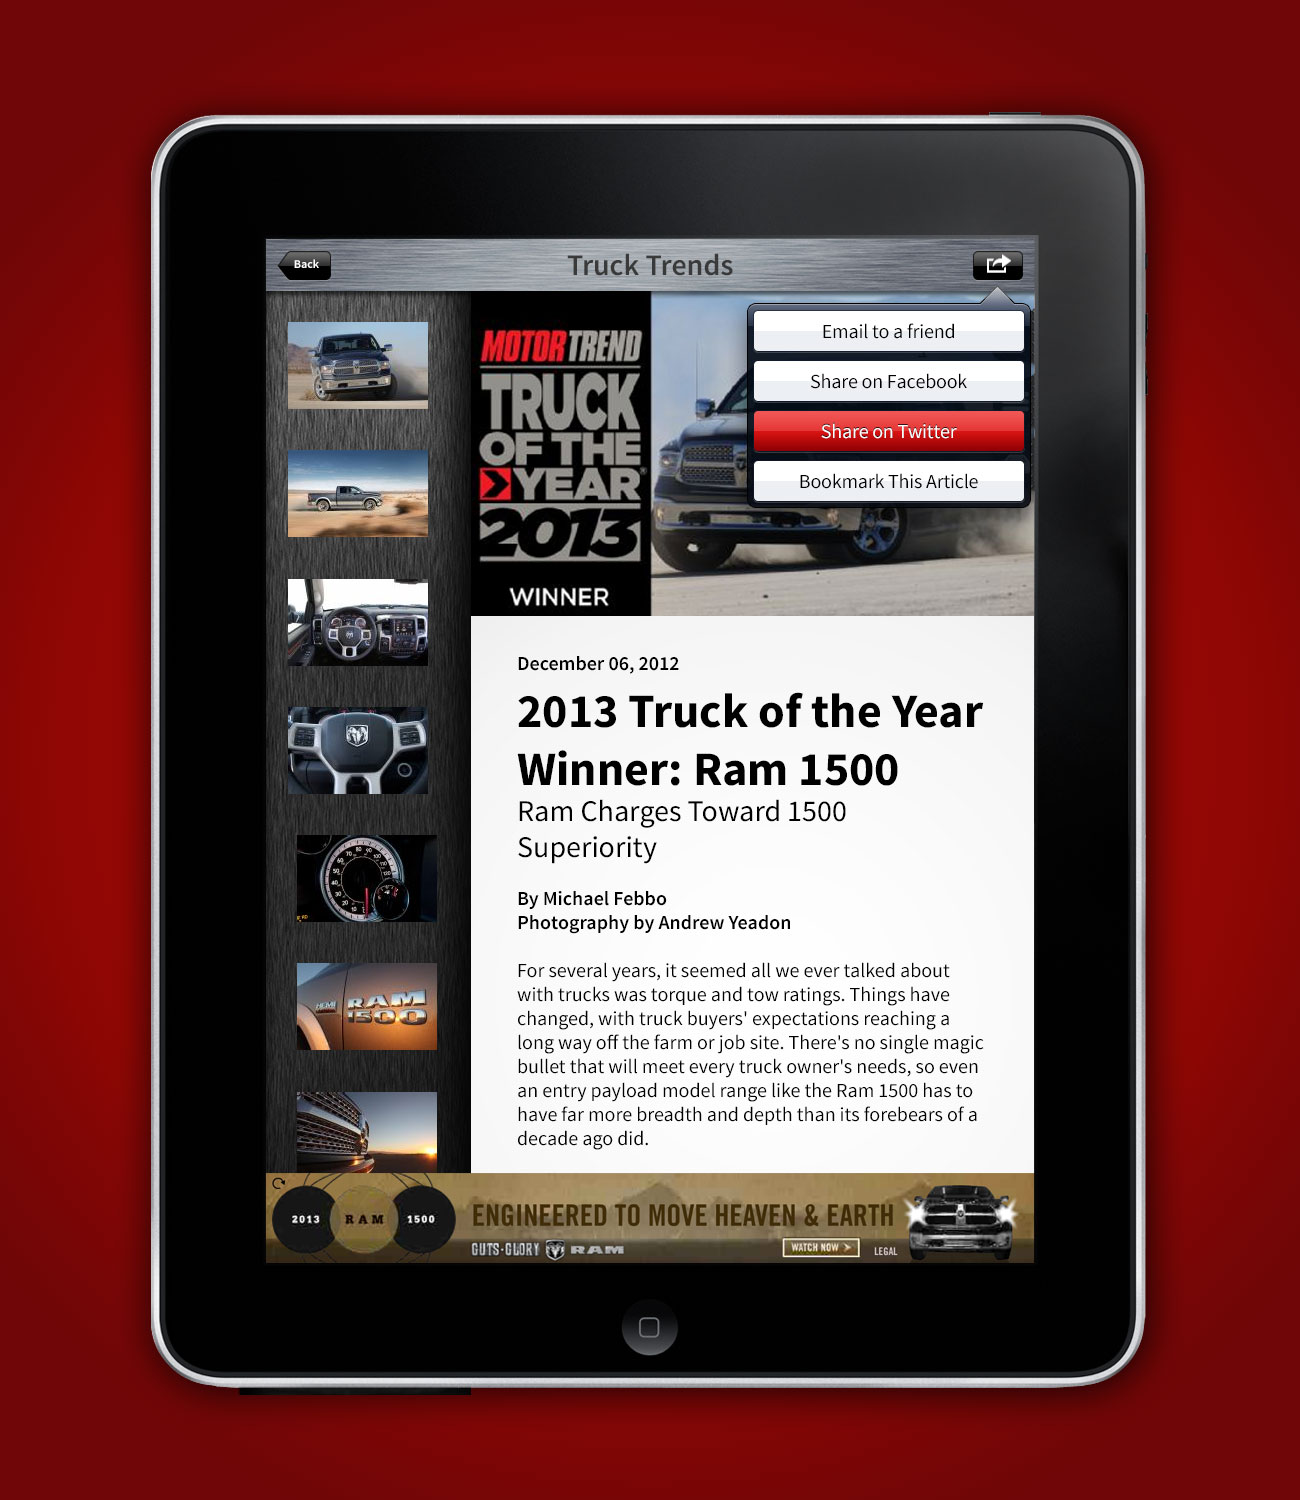 Back
Truck Trends
Email to a friend
Share on Facebook
Share on Twitter
Bookmark This Article
MOTOR TREND
TRUCK
OF THE
YEAR
2013
WINNER
December 06, 2012
2013 Truck of the Year
Winner: Ram 1500
Ram Charges Toward 1500
Superiority
By Michael Febbo
Photography by Andrew Yeadon
For several years, it seemed all we ever talked about
with trucks was torque and tow ratings. Things have
changed, with truck buyers' expectations reaching a
long way off the farm or job site. There's no single magic
bullet that will meet every truck owner's needs, so even
an entry payload model range like the Ram 1500 has to
have far more breadth and depth than its forebears of a
decade ago did.
HEMI
RAM
1500
2013 RAM 1500
ENGINEERED TO MOVE HEAVEN & EARTH
GUTS·GLORY RAM
WATCH NOW
LEGAL